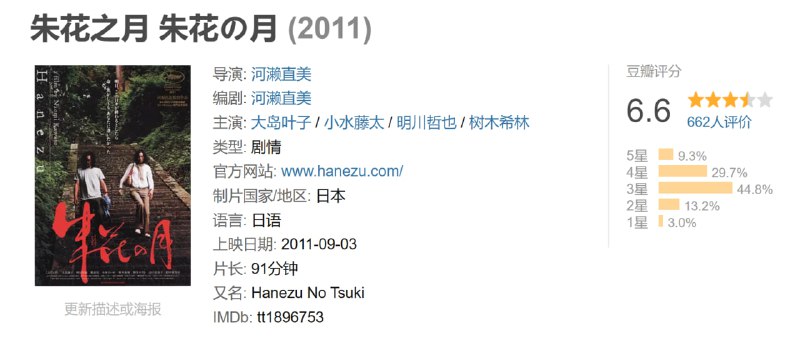 朱花之月 朱花の月 (2011)
Hanezu
朱花の月
导演: 河濑直美
编剧: 河濑直美
主演: 大岛叶子 / 小水藤太 / 明川哲也 / 树木希林
类型: 剧情
官方网站: www.hanezu.com/
制片国家/地区: 日本
语言: 日语
上映日期: 2011-09-03
片长: 91分钟
又名: Hanezu No Tsuki
IMDb: tt1896753
更新描述或海报
豆瓣评分
6.6
662人评价
5星 9.3%
4星 29.7%
3星 44.8%
2星 13.2%
1星 3.0%